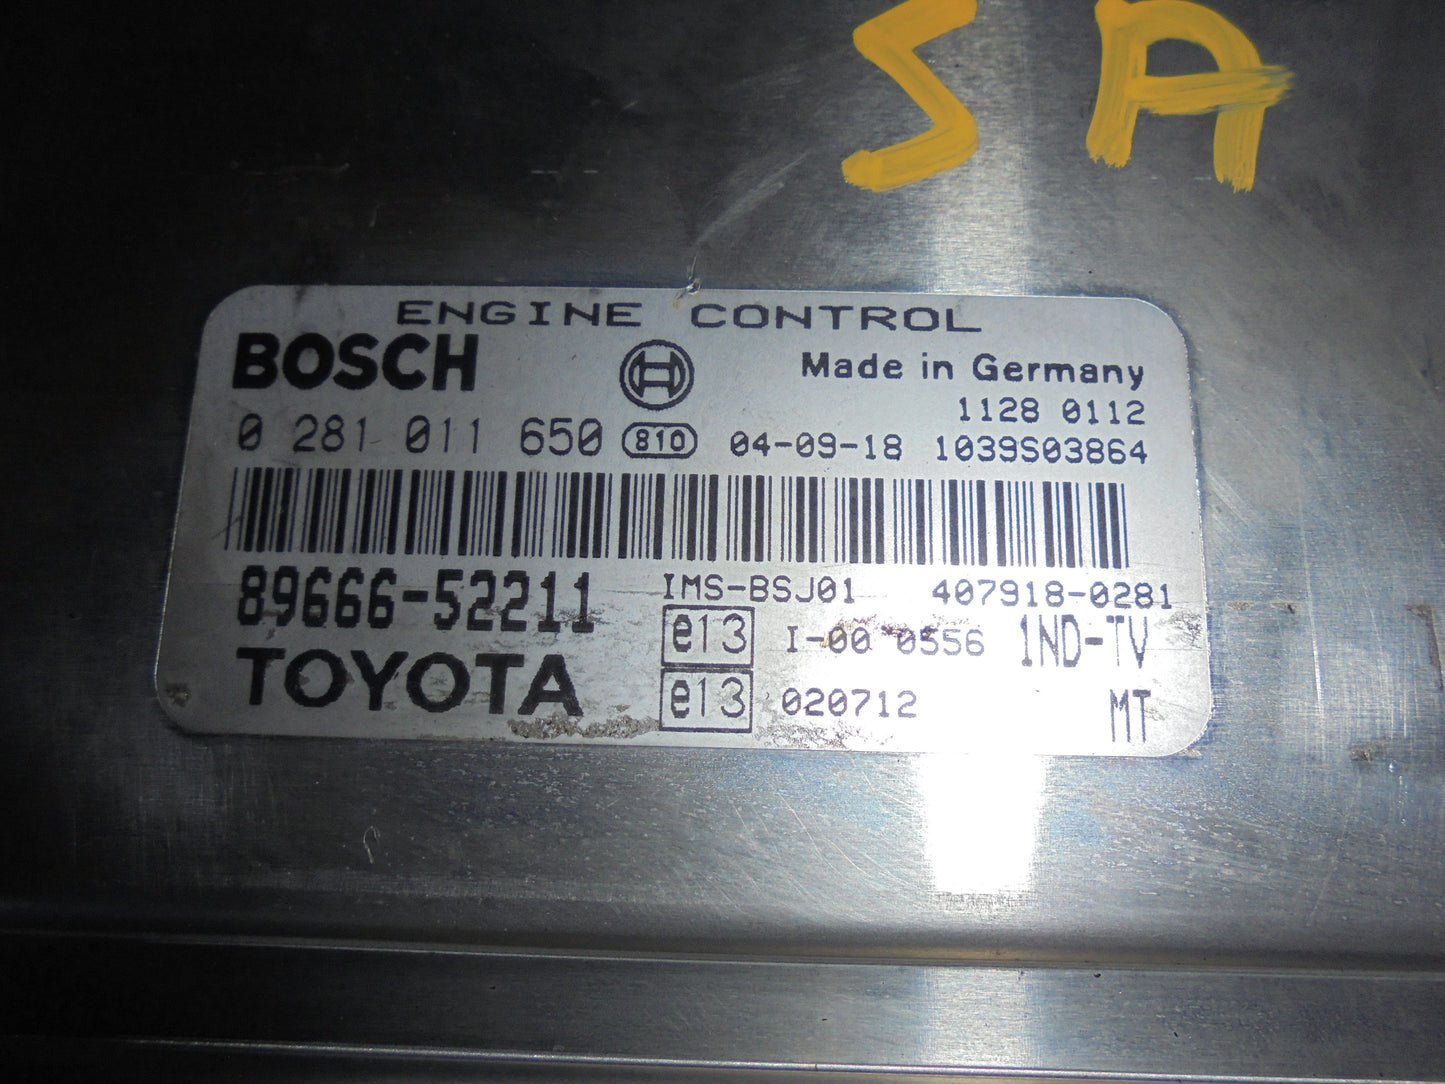 SA
ENGINE CONTROL
BOSCH Made in Germany
1128 0112
0 281 011 650 810 04-09-18 1039S03864
89666-52211 IMS-BSJ01 407918-0281
e13 I-00 0556 1ND-TV
TOYOTA e13 020712 MT